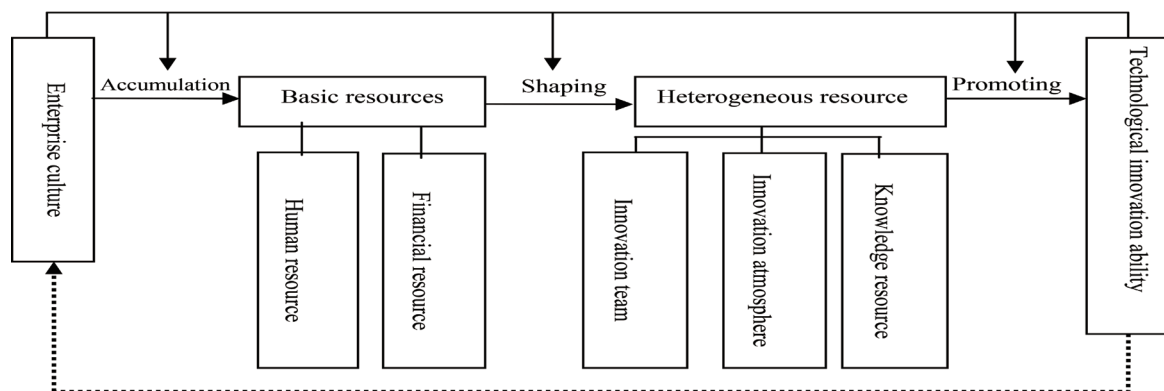 Enterprise culture
Accumulation
Basic resources
Human resource
Financial resource
Shaping
Heterogeneous resource
Innovation team
Innovation atmosphere
Knowledge resource
Promoting
Technological innovation ability